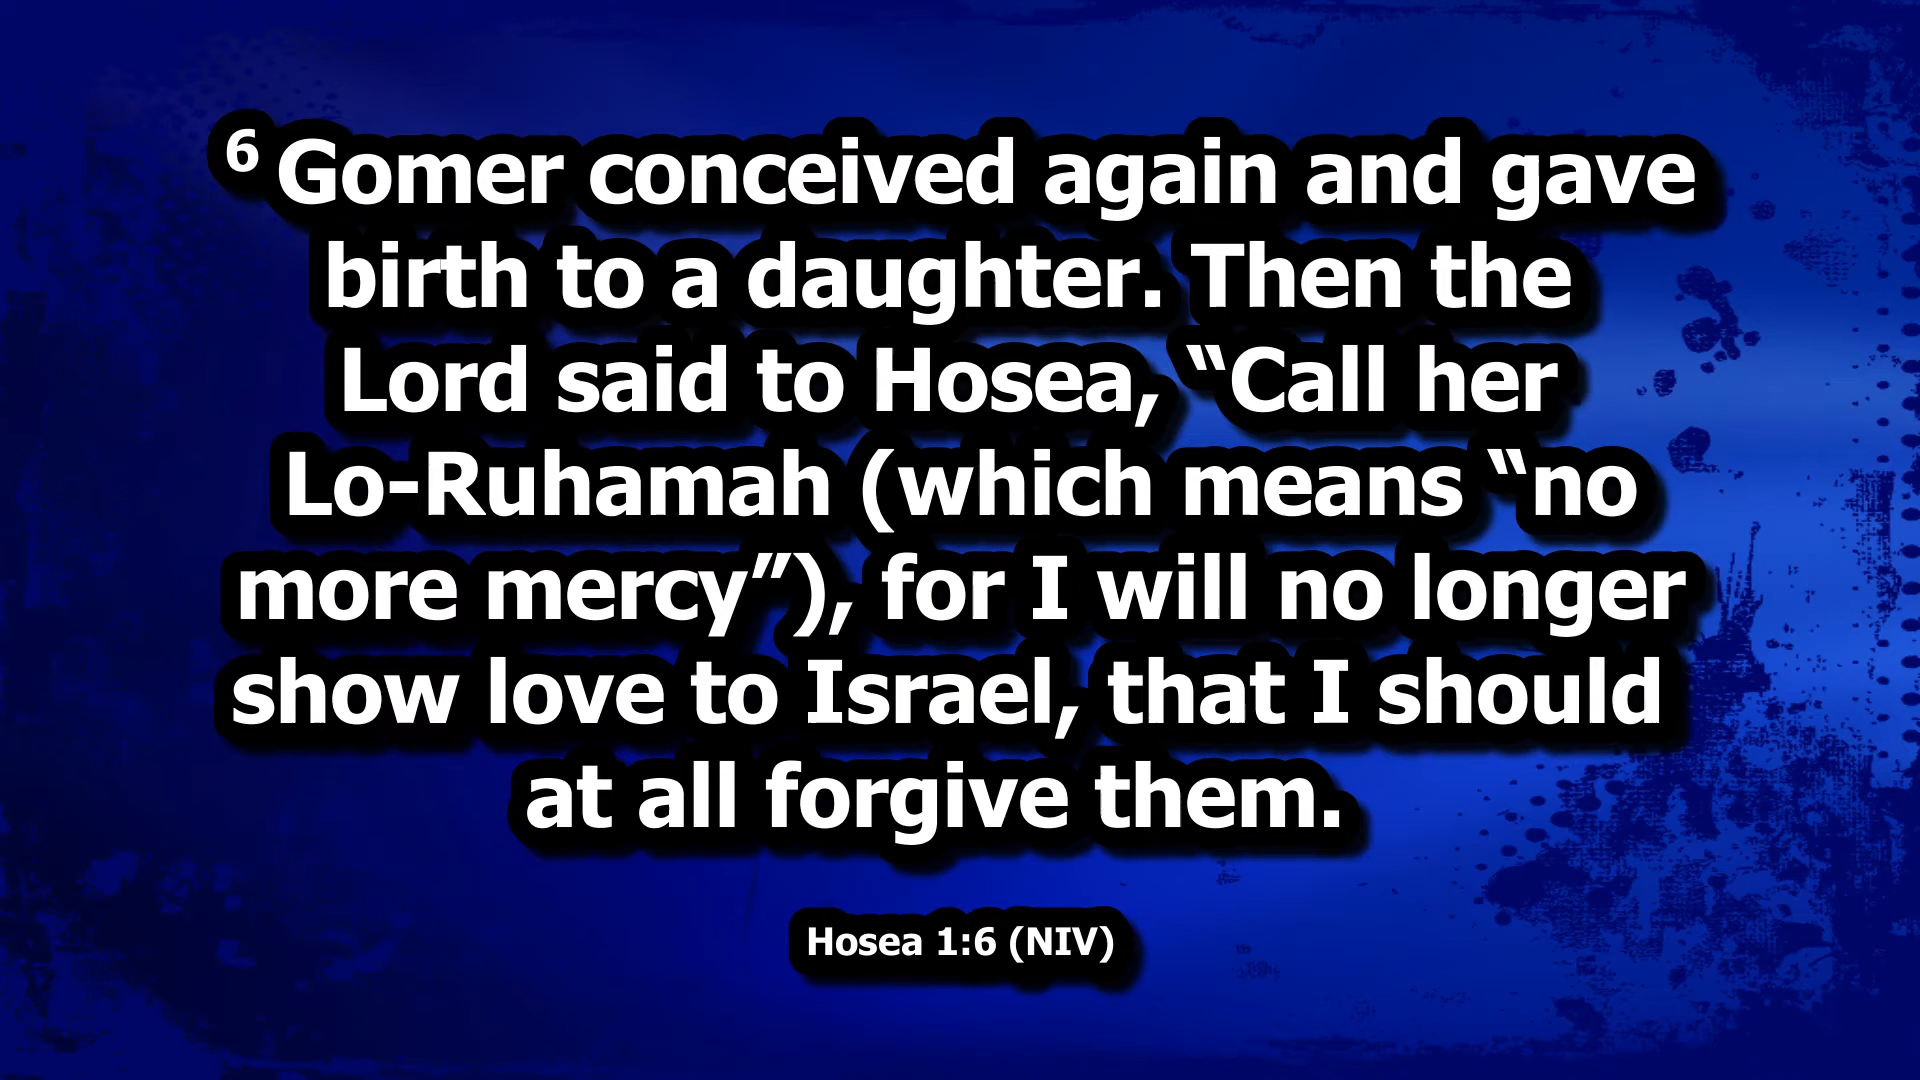 6 Gomer conceived again and gave
birth to a daughter. Then the
Lord said to Hosea, “Call her
Lo-Ruhamah (which means “no
more mercy”), for I will no longer
show love to Israel, that I should
at all forgive them.
Hosea 1:6 (NIV)